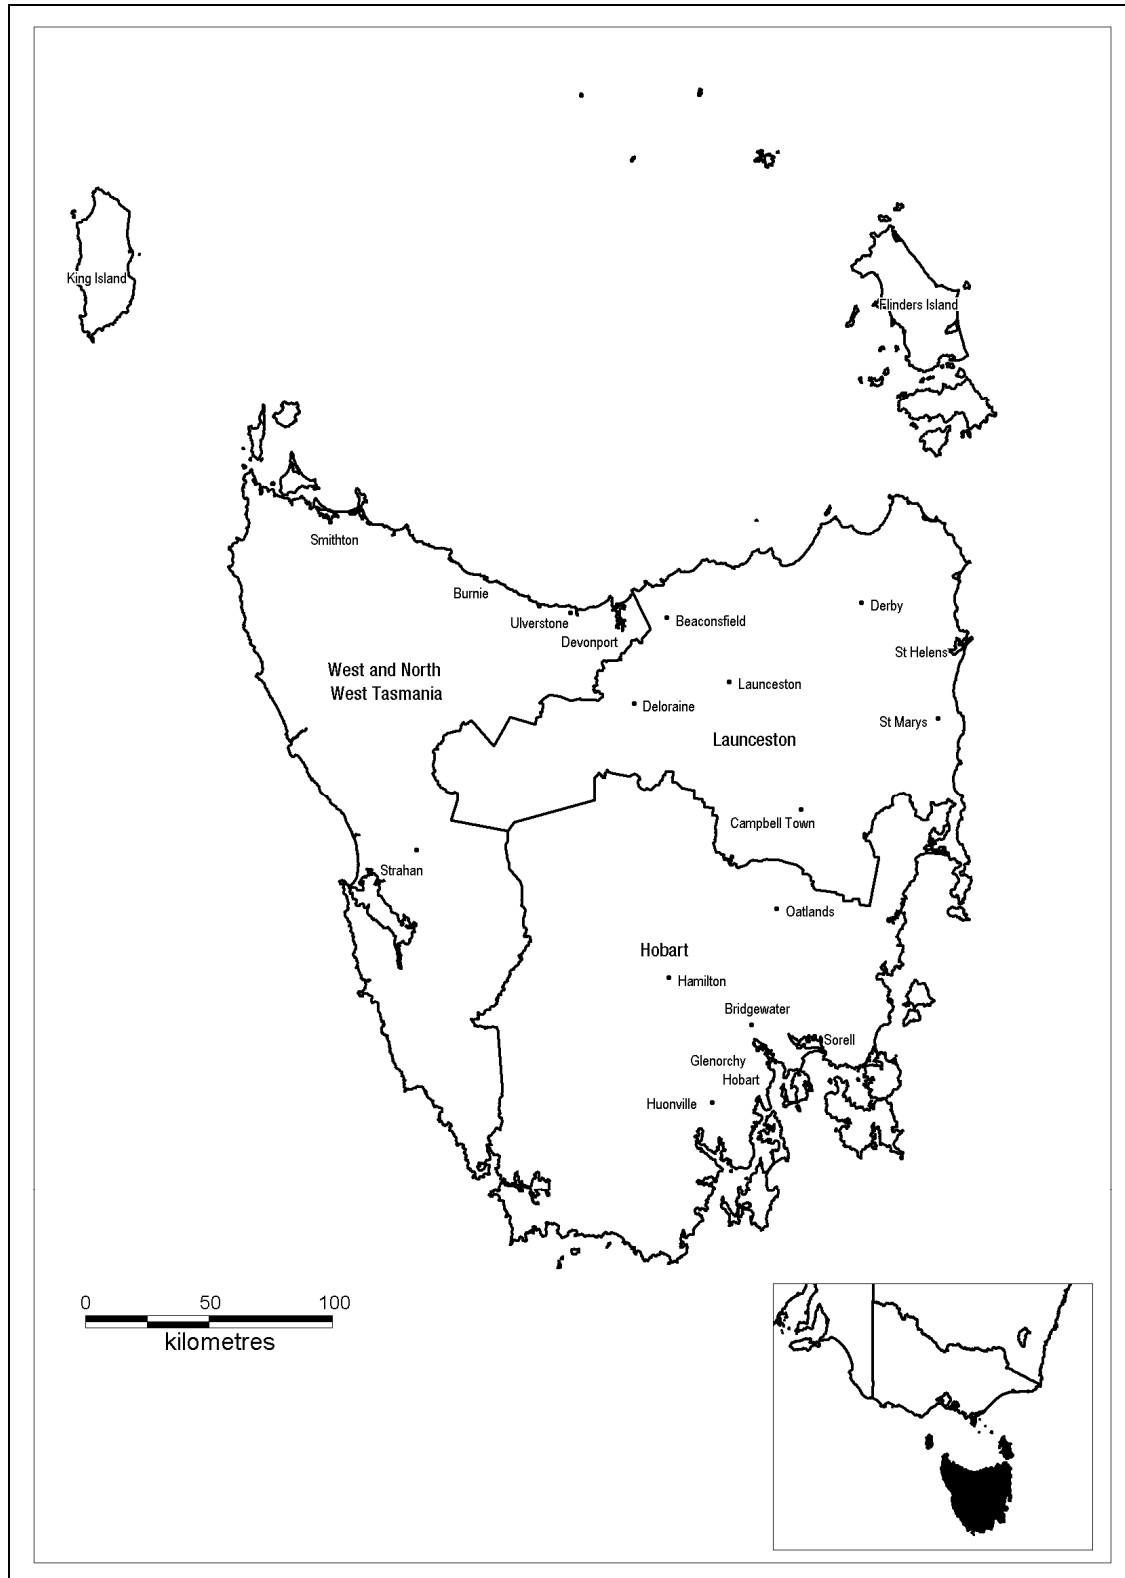 King Island
Flinders Island
Smithton
Burnie
Ulverstone
Devonport
Beaconsfield
Derby
St Helens
West and North
West Tasmania
Launceston
Deloraine
St Marys
Launceston
Campbell Town
Strahan
Oatlands
Hobart
Hamilton
Bridgewater
Sorell
Glenorchy
Hobart
Huonville
0 50 100
kilometres